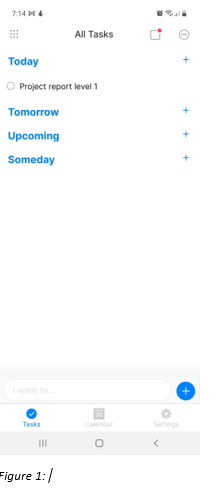 7:14
All Tasks
Today +
Project report level 1
Tomorrow +
Upcoming +
Someday +
I want to...
+
Tasks Calendar Settings
Figure 1: